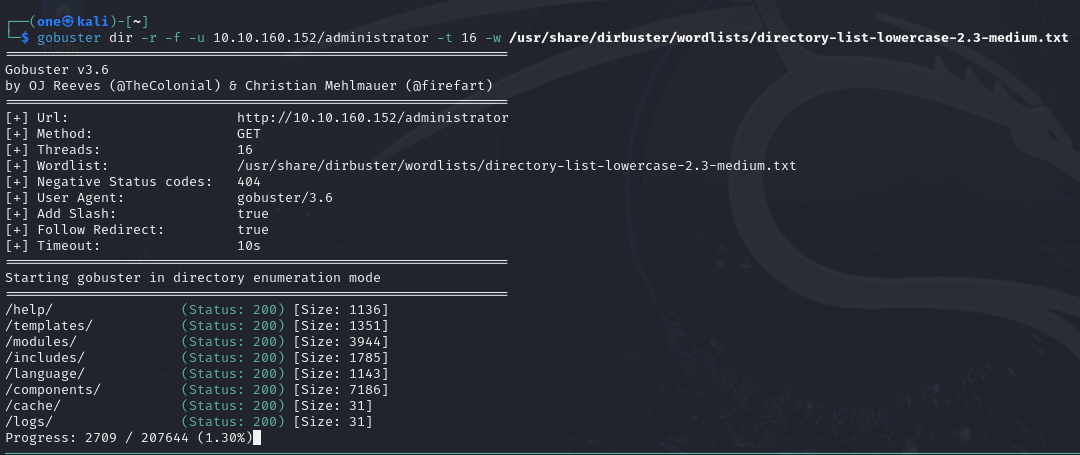 ┌──(one㉿kali)-[~]
└─$ gobuster dir -r -f -u 10.10.160.152/administrator -t 16 -w /usr/share/dirbuster/wordlists/directory-list-lowercase-2.3-medium.txt
===============================================================
Gobuster v3.6
by OJ Reeves (@TheColonial) & Christian Mehlmauer (@firefart)
===============================================================
[+] Url:                     http://10.10.160.152/administrator
[+] Method:                  GET
[+] Threads:                 16
[+] Wordlist:                /usr/share/dirbuster/wordlists/directory-list-lowercase-2.3-medium.txt
[+] Negative Status codes:   404
[+] User Agent:              gobuster/3.6
[+] Add Slash:               true
[+] Follow Redirect:         true
[+] Timeout:                 10s
===============================================================
Starting gobuster in directory enumeration mode
===============================================================
/help/                (Status: 200) [Size: 1136]
/templates/           (Status: 200) [Size: 1351]
/modules/             (Status: 200) [Size: 3944]
/includes/            (Status: 200) [Size: 1785]
/language/            (Status: 200) [Size: 1143]
/components/          (Status: 200) [Size: 7186]
/cache/               (Status: 200) [Size: 31]
/logs/                (Status: 200) [Size: 31]
Progress: 2709 / 207644 (1.30%)